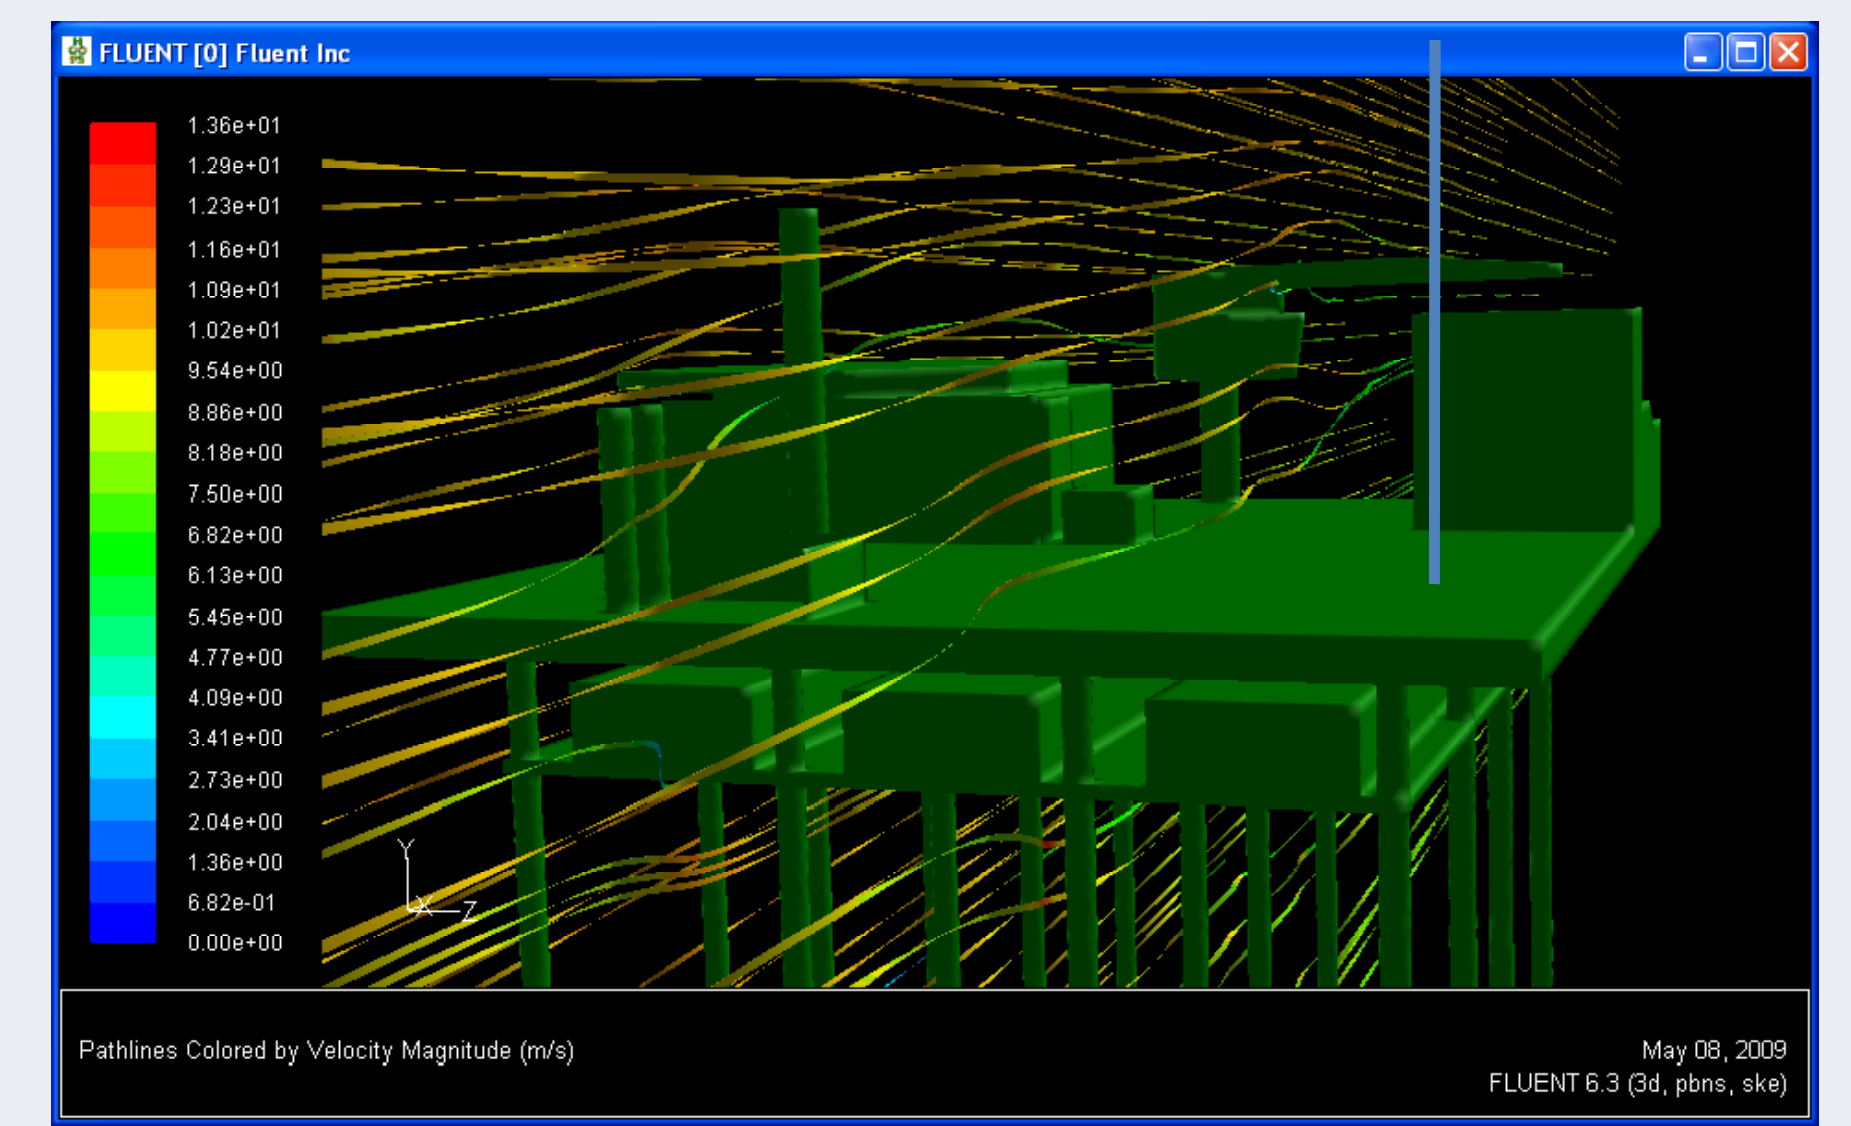 FLUENT [0] Fluent Inc
1.36e+01
1.29e+01
1.23e+01
1.16e+01
1.09e+01
1.02e+01
9.54e+00
8.86e+00
8.18e+00
7.50e+00
6.82e+00
6.13e+00
5.45e+00
4.77e+00
4.09e+00
3.41e+00
2.73e+00
2.04e+00
1.36e+00
6.82e-01
0.00e+00
Y
X
Z
Pathlines Colored by Velocity Magnitude (m/s)
May 08, 2009
FLUENT 6.3 (3d, pbns, ske)